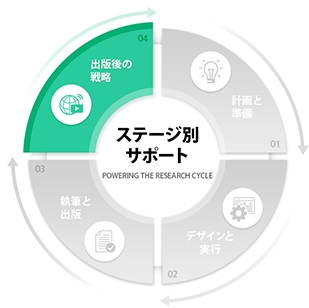 04
出版後の
戦略
計画と
準備
01
ステージ別
サポート
POWERING THE RESEARCH CYCLE
03
執筆と
出版
デザインと
実行
02